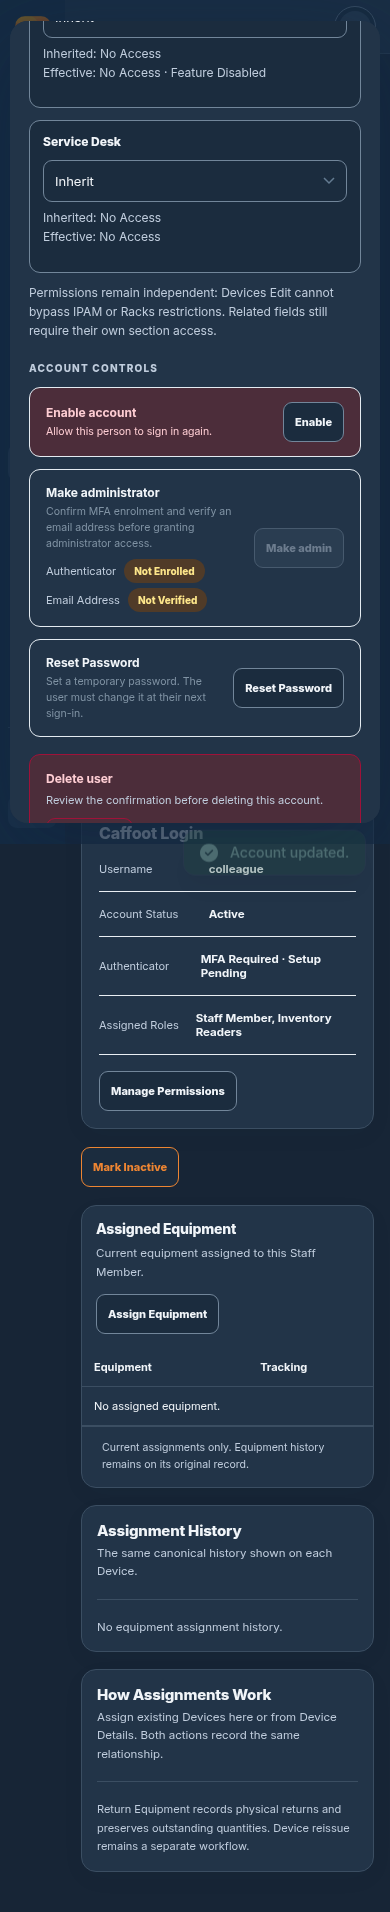 Inherited: No Access
Effective: No Access · Feature Disabled
Service Desk
Inherit
Inherited: No Access
Effective: No Access
Permissions remain independent: Devices Edit cannot
bypass IPAM or Racks restrictions. Related fields still
require their own section access.
ACCOUNT CONTROLS
Enable account
Allow this person to sign in again.
Enable
Make administrator
Confirm MFA enrolment and verify an
email address before granting
administrator access.
Make admin
Authenticator Not Enrolled
Email Address Not Verified
Reset Password
Set a temporary password. The
user must change it at their next
sign-in.
Reset Password
Delete user
Review the confirmation before deleting this account.
Caffoot Login
Account updated.
Username colleague
Account Status Active
Authenticator MFA Required · Setup
Pending
Assigned Roles Staff Member, Inventory
Readers
Manage Permissions
Mark Inactive
Assigned Equipment
Current equipment assigned to this Staff
Member.
Assign Equipment
Equipment Tracking
No assigned equipment.
Current assignments only. Equipment history
remains on its original record.
Assignment History
The same canonical history shown on each
Device.
No equipment assignment history.
How Assignments Work
Assign existing Devices here or from Device
Details. Both actions record the same
relationship.
Return Equipment records physical returns and
preserves outstanding quantities. Device reissue
remains a separate workflow.